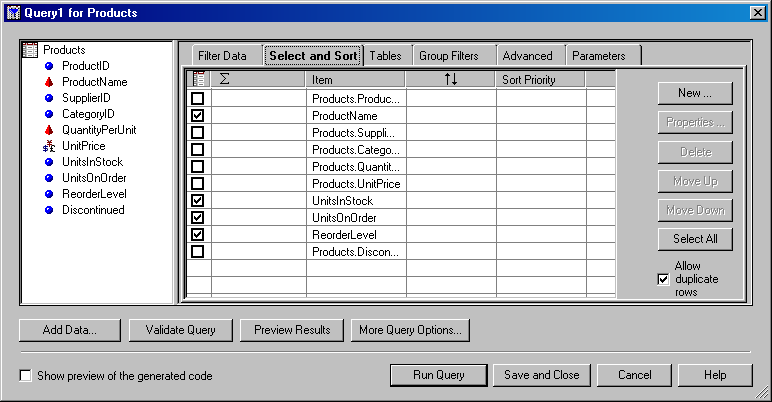 Query1 for Products
Products
ProductID
ProductName
SupplierID
CategoryID
QuantityPerUnit
UnitPrice
UnitsInStock
UnitsOnOrder
ReorderLevel
Discontinued
Filter Data Select and Sort Tables Group Filters Advanced Parameters
Σ Item ↑↓ Sort Priority
Products.Produc...
ProductName
Products.Suppli...
Products.Catego...
Products.Quantit...
Products.UnitPrice
UnitsInStock
UnitsOnOrder
ReorderLevel
Products.Discon...
New ...
Properties ...
Delete
Move Up
Move Down
Select All
Allow
duplicate
rows
Add Data... Validate Query Preview Results More Query Options...
Show preview of the generated code Run Query Save and Close Cancel Help